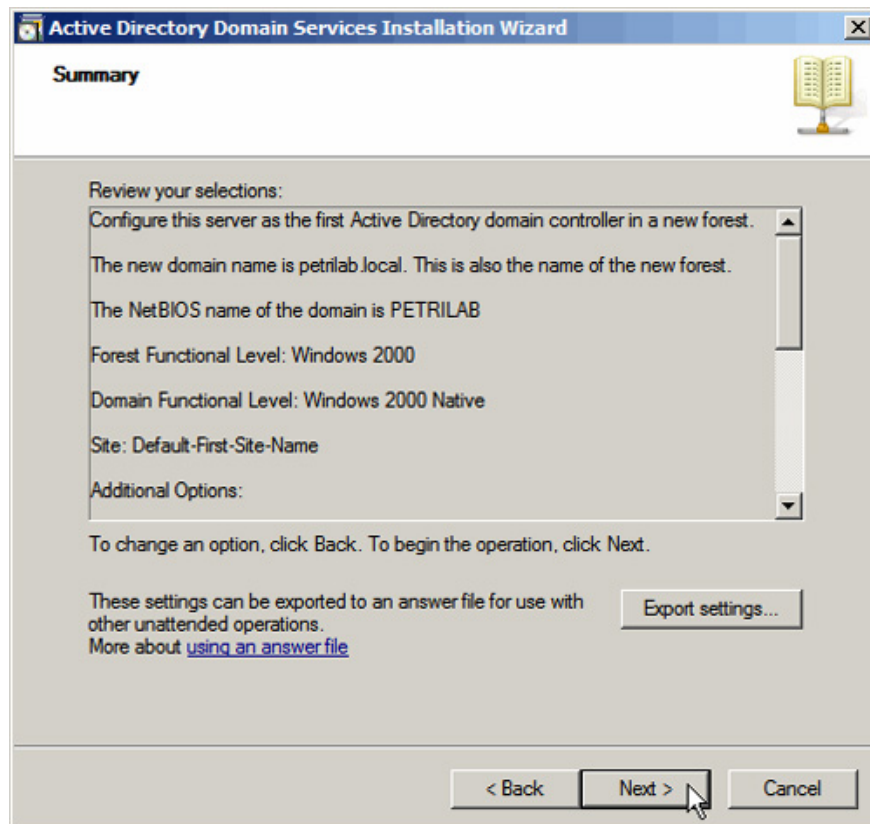 Active Directory Domain Services Installation Wizard
Summary
Review your selections:
Configure this server as the first Active Directory domain controller in a new forest.
The new domain name is petrilab.local. This is also the name of the new forest.
The NetBIOS name of the domain is PETRILAB
Forest Functional Level: Windows 2000
Domain Functional Level: Windows 2000 Native
Site: Default-First-Site-Name
Additional Options:
To change an option, click Back. To begin the operation, click Next.
These settings can be exported to an answer file for use with
other unattended operations.
More about using an answer file
Export settings...
< Back
Next >
Cancel